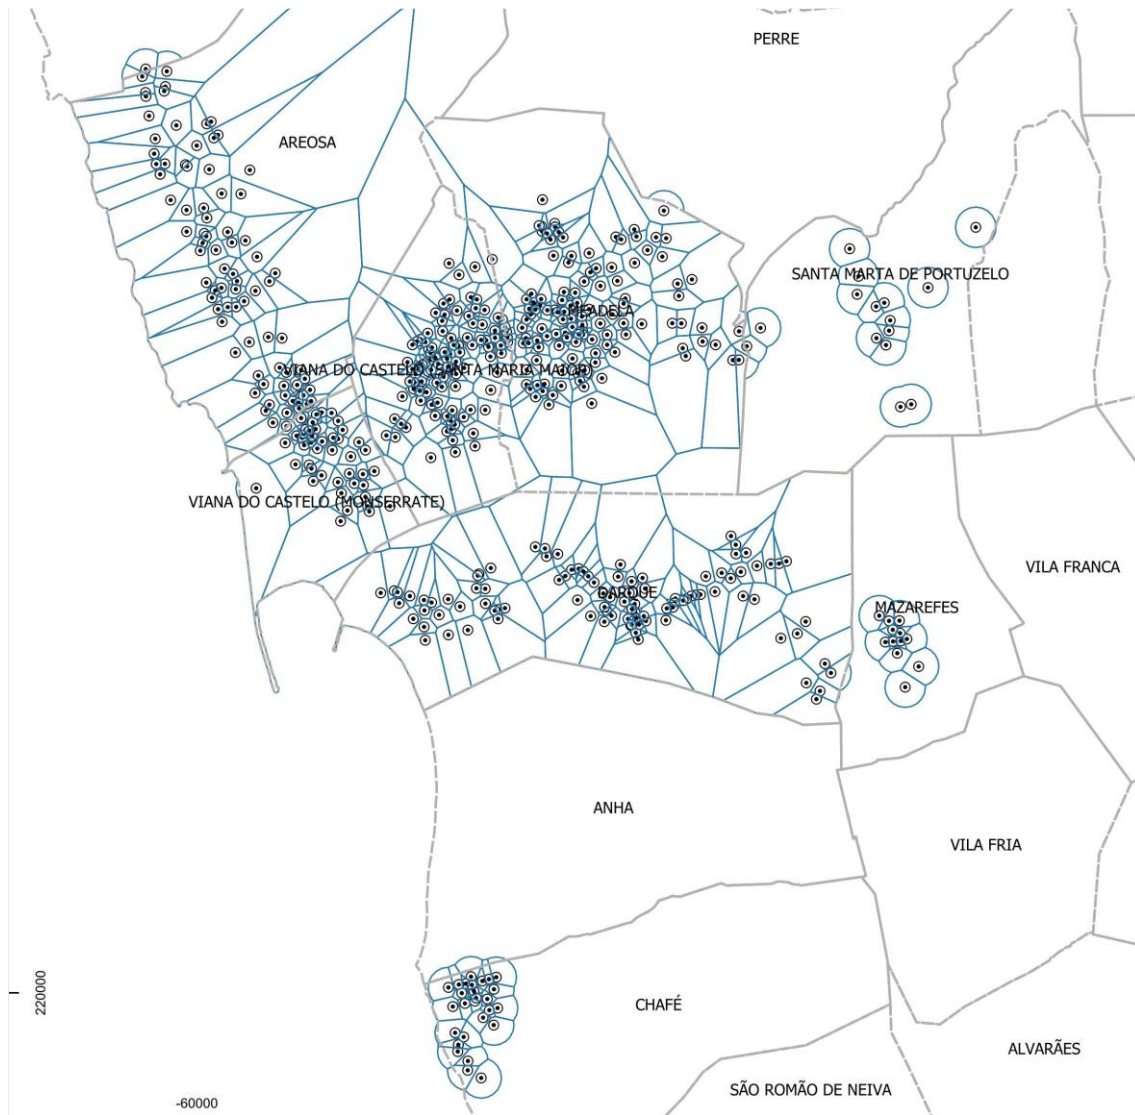 PERRE
AREOSA
SANTA MARTA DE PORTUZELO
MEADELA
VIANA DO CASTELO (SANTA MARIA MAIOR)
VIANA DO CASTELO (MONSERRATE)
VILA FRANCA
DARQUE
MAZAREFES
ANHA
VILA FRIA
220000
CHAFÉ
ALVARÃES
SÃO ROMÃO DE NEIVA
-60000